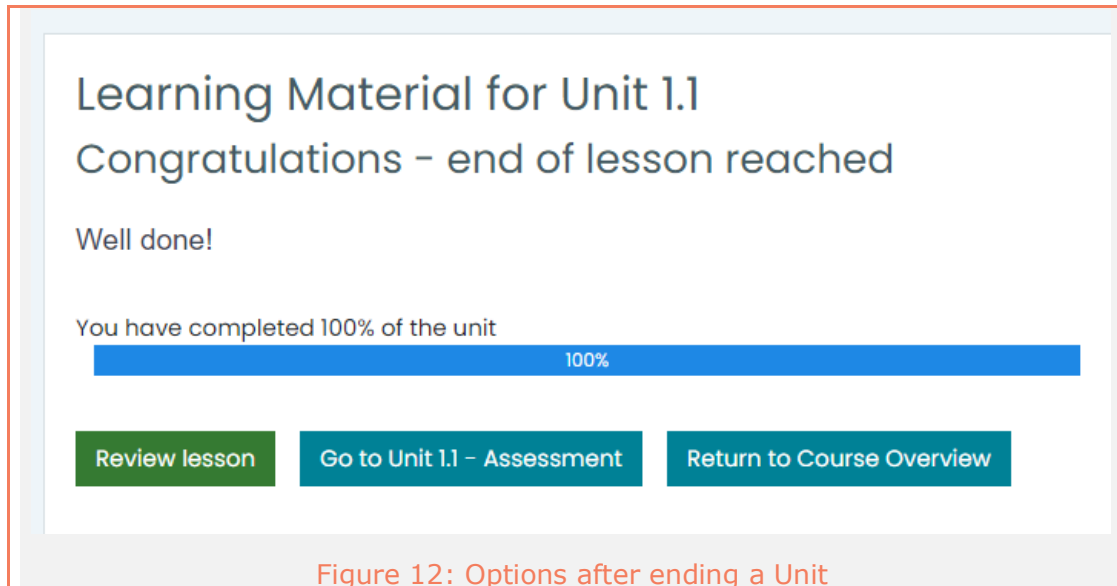 Learning Material for Unit 1.1
Congratulations - end of lesson reached
Well done!
You have completed 100% of the unit
100%
Review lesson
Go to Unit 1.1 - Assessment
Return to Course Overview
Figure 12: Options after ending a Unit